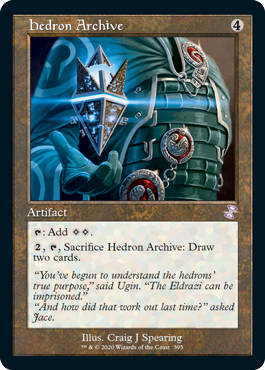 Hedron Archive 4
Artifact
: Add ◇◇.
2, , Sacrifice Hedron Archive: Draw
two cards.
“You’ve begun to understand the hedrons’
true purpose,” said Ugin. “The Eldrazi can be
imprisoned.”
“And how did that work out last time?” asked
Jace.
Illus. Craig J Spearing
™ & © 2020 Wizards of the Coast 395